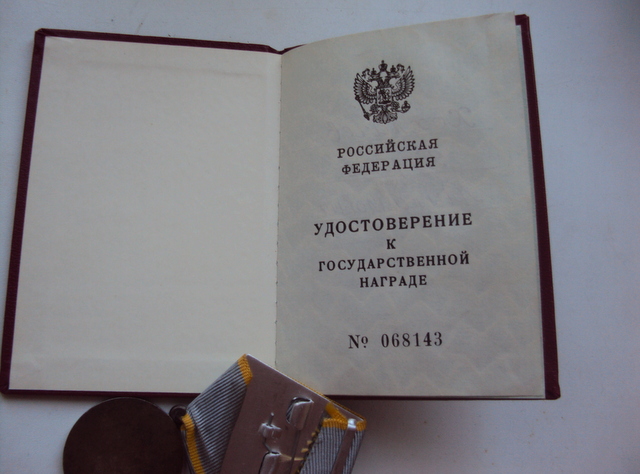 РОССИЙСКАЯ
ФЕДЕРАЦИЯ
УДОСТОВЕРЕНИЕ
К
ГОСУДАРСТВЕННОЙ
НАГРАДЕ
№ 068143